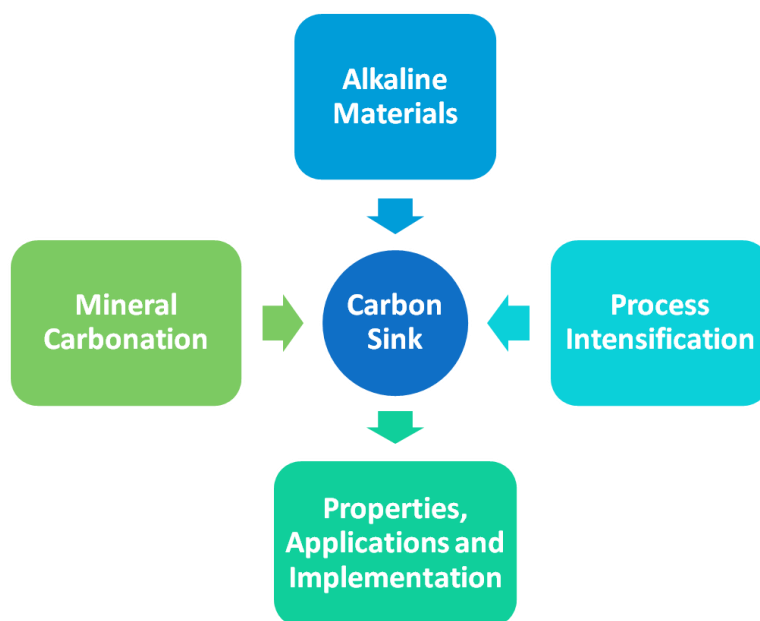 Alkaline
Materials
Mineral
Carbonation
Carbon
Sink
Process
Intensification
Properties,
Applications and
Implementation